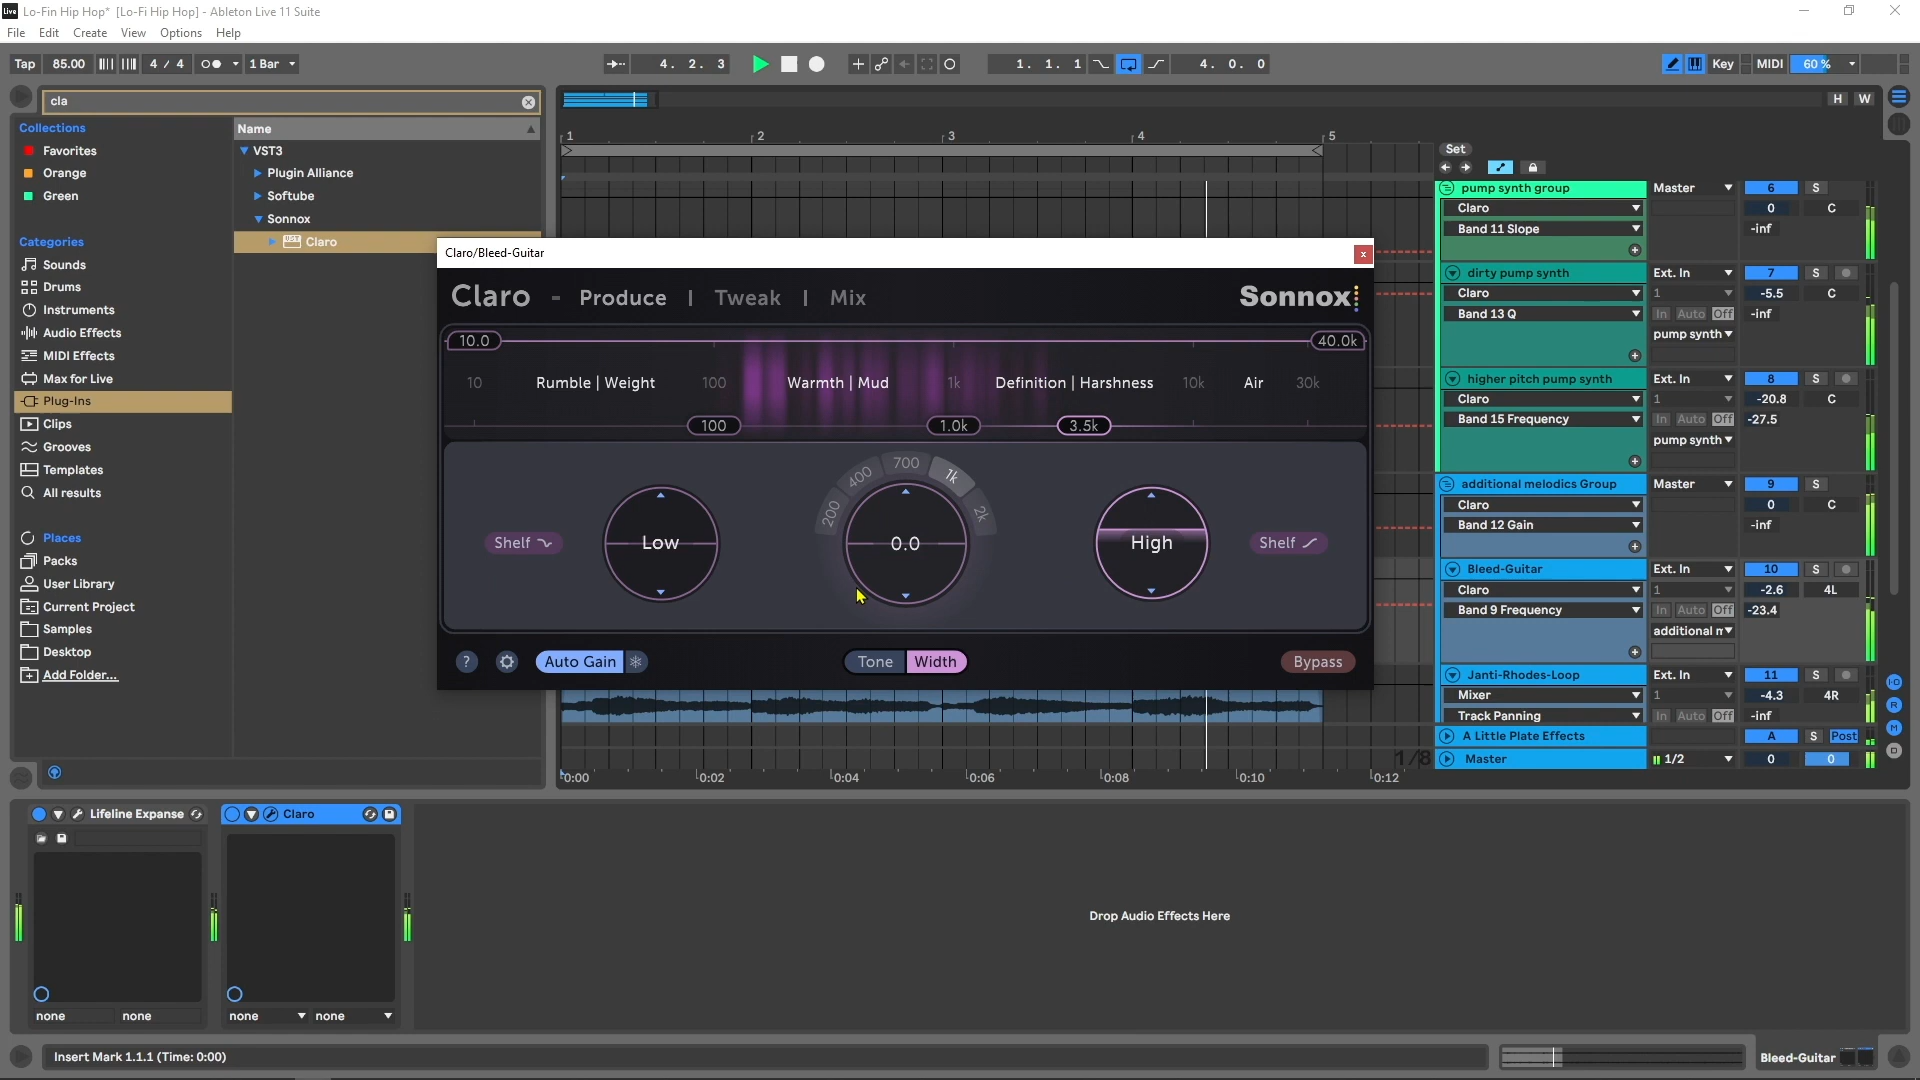 Live Lo-Fin Hip Hop* [Lo-Fi Hip Hop] - Ableton Live 11 Suite
File Edit Create View Options Help
Tap 85.00 4 / 4 1 Bar 4. 2. 3 1. 1. 1 4. 0. 0 Key MIDI 60 %
cla
H W
Collections
Name
Favorites
Orange
Green
VST3
Plugin Alliance
Softube
Sonnox
VST Claro
Categories
Sounds
Drums
Instruments
Audio Effects
MIDI Effects
Max for Live
Plug-Ins
Clips
Grooves
Templates
All results
Places
Packs
User Library
Current Project
Samples
Desktop
Add Folder...
1 2 3 4 5
Set
Claro/Bleed-Guitar x
Claro - Produce | Tweak | Mix Sonnox
10.0 40.0k
10 Rumble | Weight 100 Warmth | Mud 1k Definition | Harshness 10k Air 30k
100 1.0k 3.5k
200 400 700 1k 2k
Shelf Low 0.0 High Shelf
? Auto Gain Tone Width Bypass
pump synth group Master 6 S
Claro 0 C
Band 11 Slope -inf
dirty pump synth Ext. In 7 S
Claro 1 -5.5 C
Band 13 Q In Auto Off -inf
pump synth
higher pitch pump synth Ext. In 8 S
Claro 1 -20.8 C
Band 15 Frequency In Auto Off -27.5
pump synth
additional melodics Group Master 9 S
Claro 0 C
Band 12 Gain -inf
Bleed-Guitar Ext. In 10 S
Claro 1 -2.6 4L
Band 9 Frequency In Auto Off -23.4
additional m
Janti-Rhodes-Loop Ext. In 11 S
Mixer 1 -4.3 4R
Track Panning In Auto Off -inf
A Little Plate Effects A S Post
1/8 Master 1/2 0 0
I·O
R
M
D
0:00 0:02 0:04 0:06 0:08 0:10 0:12
Lifeline Expanse
Claro
Drop Audio Effects Here
none none none none
Insert Mark 1.1.1 (Time: 0:00)
Bleed-Guitar